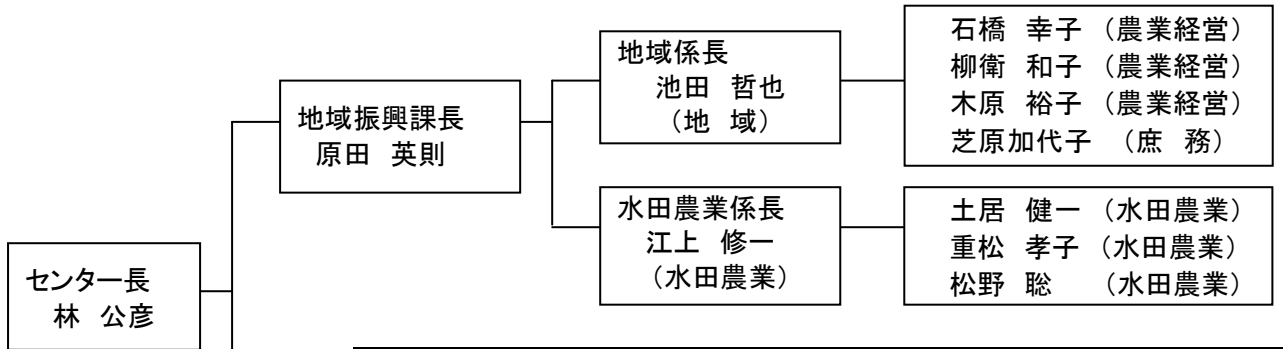 センター長
林 公彦
地域振興課長
原田 英則
地域係長
池田 哲也
（地 域）
石橋 幸子 （農業経営）
柳衛 和子 （農業経営）
木原 裕子 （農業経営）
芝原加代子 （庶 務）
水田農業係長
江上 修一
（水田農業）
土居 健一 （水田農業）
重松 孝子 （水田農業）
松野 聡 （水田農業）